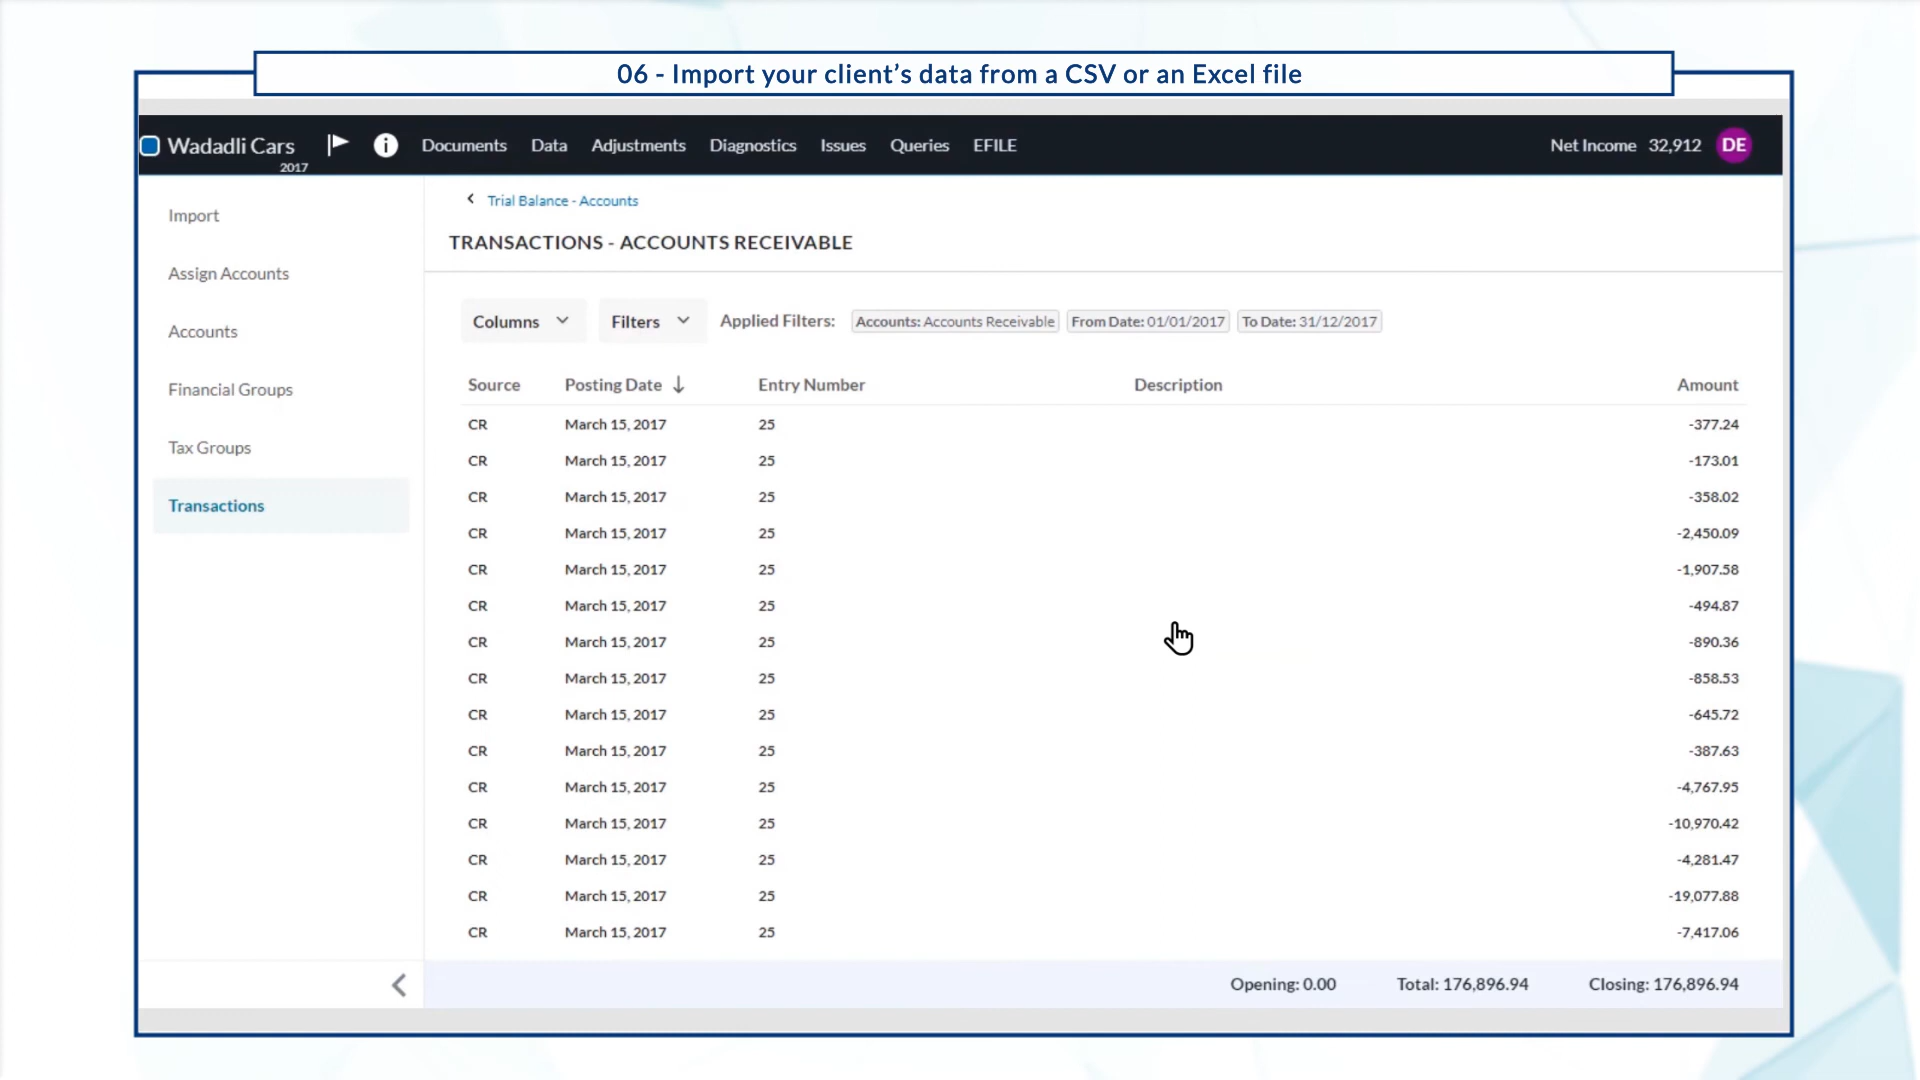 06 - Import your client’s data from a CSV or an Excel file
Wadadli Cars 2017 i Documents Data Adjustments Diagnostics Issues Queries EFILE Net Income 32,912 DE
Import
Assign Accounts
Accounts
Financial Groups
Tax Groups
Transactions
Trial Balance - Accounts
TRANSACTIONS - ACCOUNTS RECEIVABLE
Columns Filters Applied Filters: Accounts: Accounts Receivable From Date: 01/01/2017 To Date: 31/12/2017
Source Posting Date Entry Number Description Amount
CR March 15, 2017 25 -377.24
CR March 15, 2017 25 -173.01
CR March 15, 2017 25 -358.02
CR March 15, 2017 25 -2,450.09
CR March 15, 2017 25 -1,907.58
CR March 15, 2017 25 -494.87
CR March 15, 2017 25 -890.36
CR March 15, 2017 25 -858.53
CR March 15, 2017 25 -645.72
CR March 15, 2017 25 -387.63
CR March 15, 2017 25 -4,767.95
CR March 15, 2017 25 -10,970.42
CR March 15, 2017 25 -4,281.47
CR March 15, 2017 25 -19,077.88
CR March 15, 2017 25 -7,417.06
Opening: 0.00 Total: 176,896.94 Closing: 176,896.94